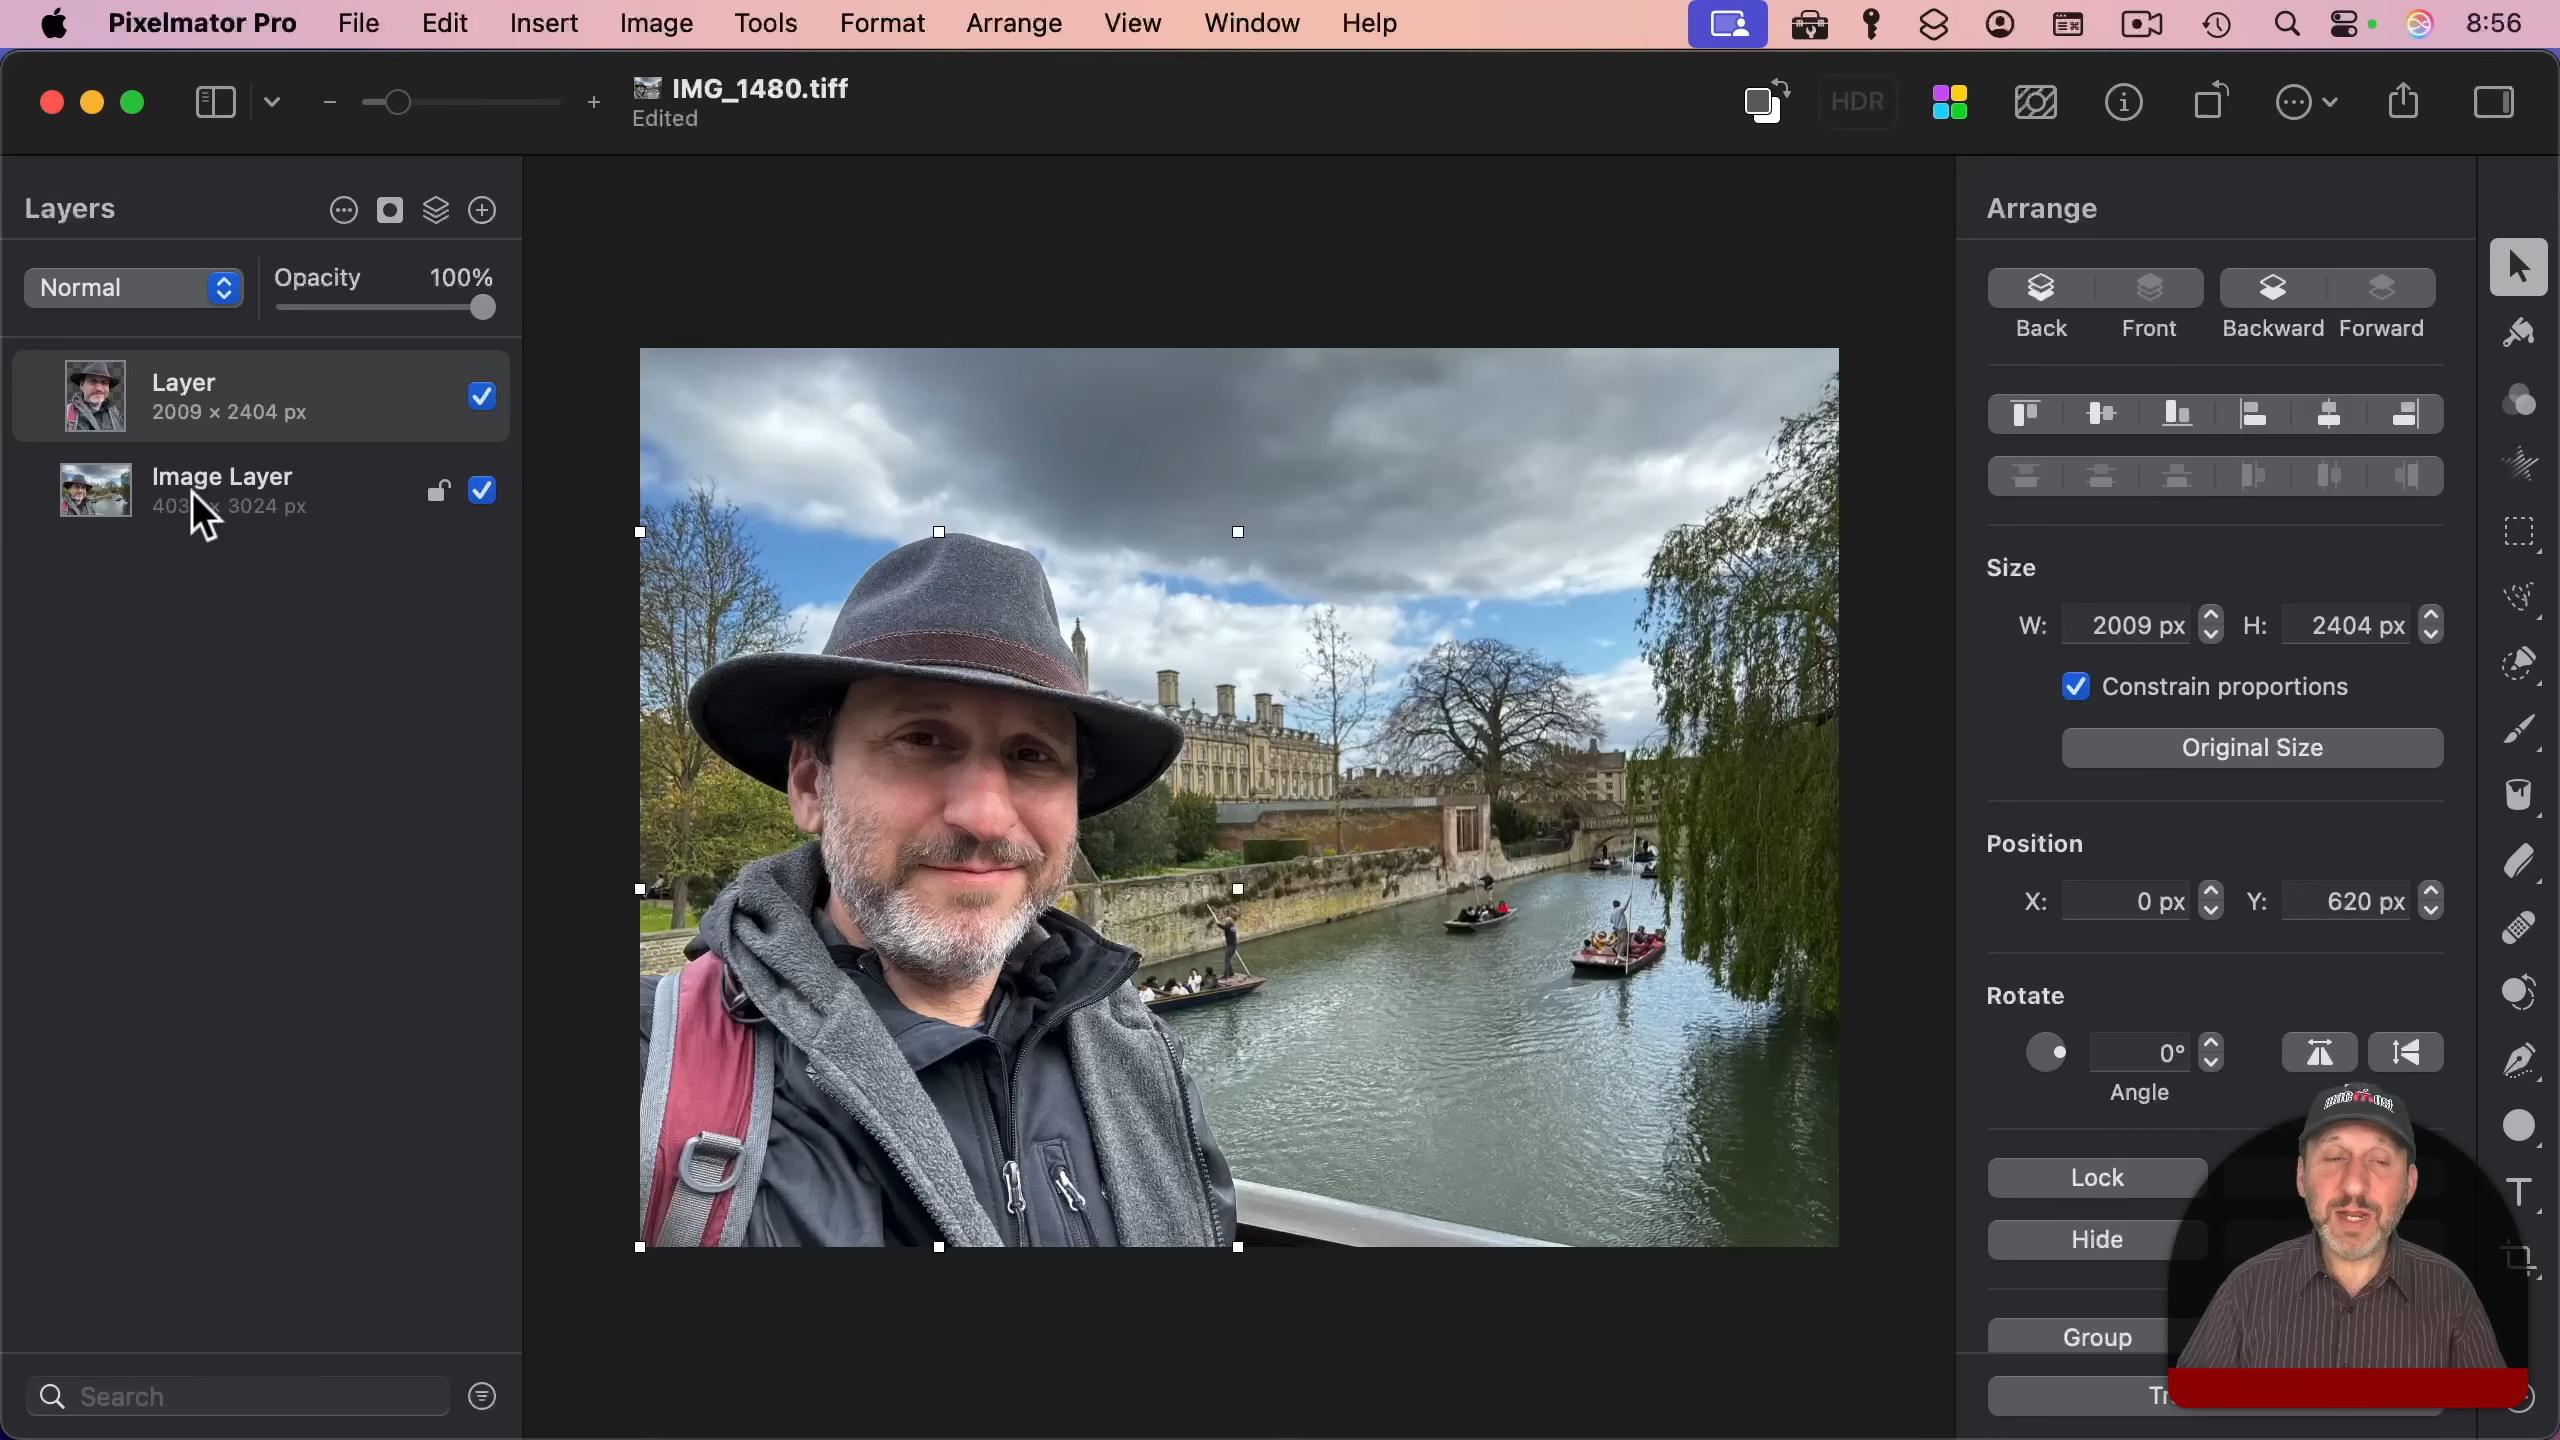 Pixelmator Pro File Edit Insert Image Tools Format Arrange View Window Help 8:56
IMG_1480.tiff
Edited
HDR
Layers
Normal
Opacity 100%
Layer
2009 × 2404 px
Image Layer
3024 px
Search
Arrange
Back Front Backward Forward
Size
W: 2009 px H: 2404 px
Constrain proportions
Original Size
Position
X: 0 px Y: 620 px
Rotate
0°
Angle
Lock
Hide
Group